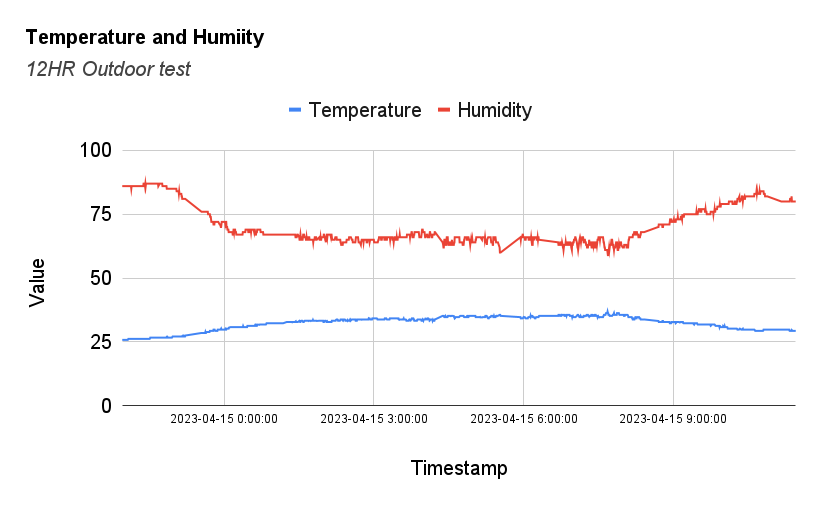 Temperature and Humiity
12HR Outdoor test
Temperature Humidity
100
75
50
25
0
Value
2023-04-15 0:00:00 2023-04-15 3:00:00 2023-04-15 6:00:00 2023-04-15 9:00:00
Timestamp